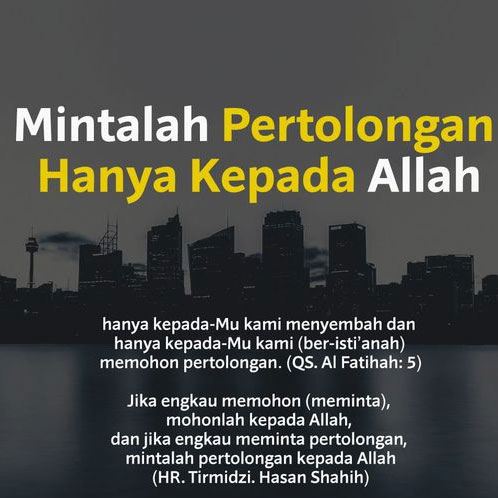 Mintalah Pertolongan
Hanya Kepada Allah
hanya kepada-Mu kami menyembah dan
hanya kepada-Mu kami (ber-isti'anah)
memohon pertolongan. (QS. Al Fatihah: 5)
Jika engkau memohon (meminta),
mohonlah kepada Allah,
dan jika engkau meminta pertolongan,
mintalah pertolongan kepada Allah
(HR. Tirmidzi. Hasan Shahih)